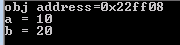 obj address=0x22ff08
a = 10
b = 20